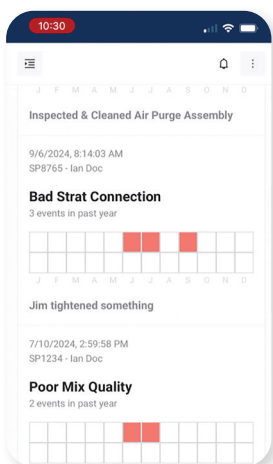 10:30
J F M A M J J A S O N D
Inspected & Cleaned Air Purge Assembly
9/6/2024, 8:14:03 AM
SP8765 - Ian Doc
Bad Strat Connection
3 events in past year
J F M A M J J A S O N D
Jim tightened something
7/10/2024, 2:59:58 PM
SP1234 - Ian Doc
Poor Mix Quality
2 events in past year